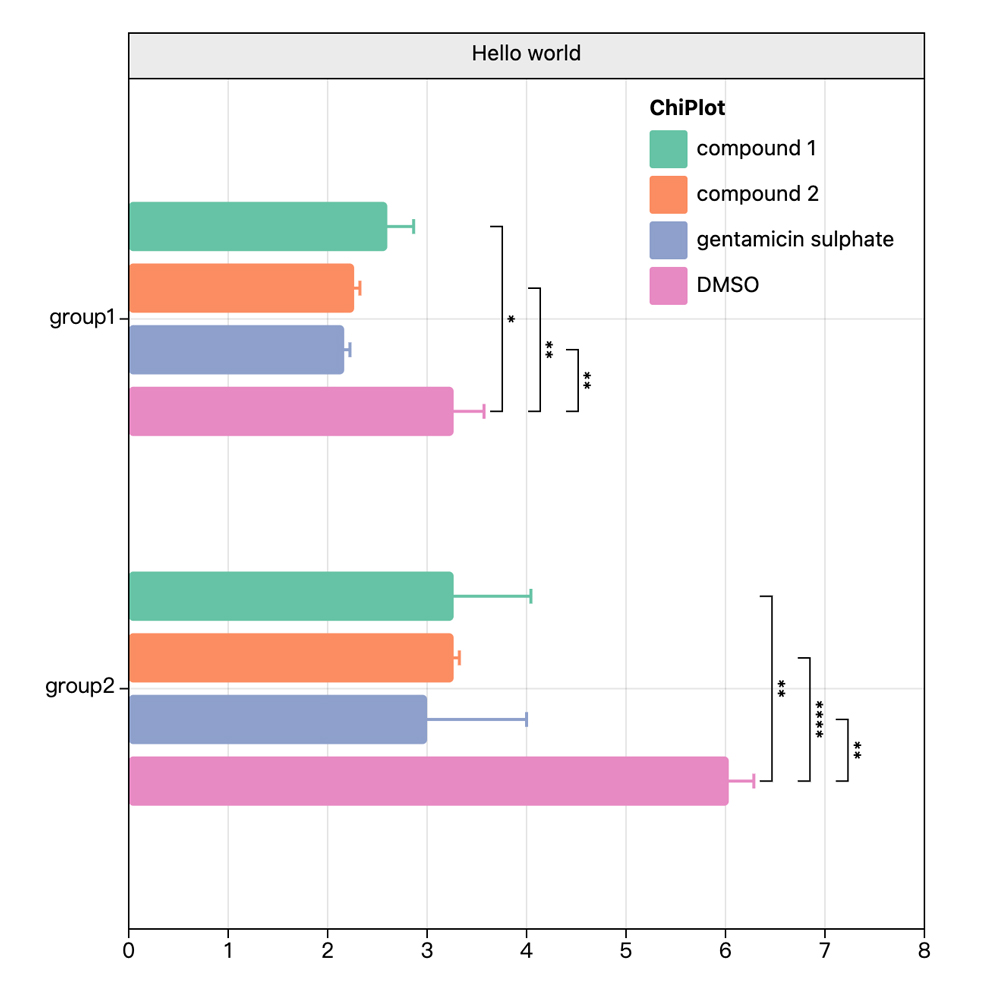 Hello world
ChiPlot
compound 1
compound 2
gentamicin sulphate
DMSO
group1
*
**
**
group2
**
****
**
0 1 2 3 4 5 6 7 8